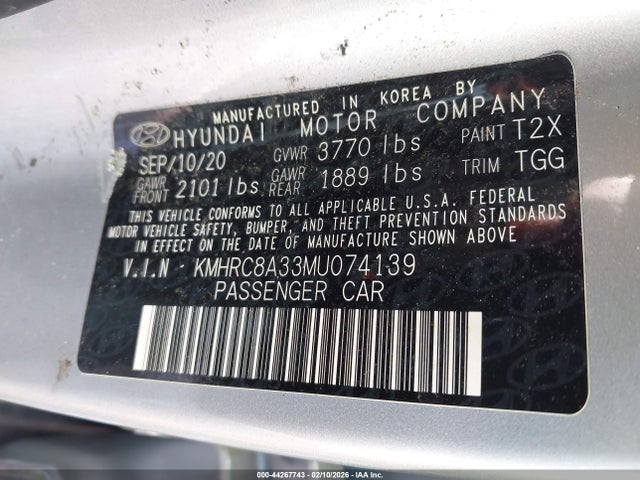 MANUFACTURED IN KOREA BY
HYUNDAI MOTOR COMPANY
SEP/10/20 GVWR 3770 lbs PAINT T2X
GAWR FRONT 2101 lbs GAWR REAR 1889 lbs TRIM TGG
THIS VEHICLE CONFORMS TO ALL APPLICABLE U.S.A. FEDERAL
MOTOR VEHICLE SAFETY, BUMPER, AND THEFT PREVENTION STANDARDS
IN EFFECT ON THE DATE OF MANUFACTURE SHOWN ABOVE
V.I.N KMHRC8A33MU074139
PASSENGER CAR
000-44267743 - 02/10/2026 - IAA Inc.